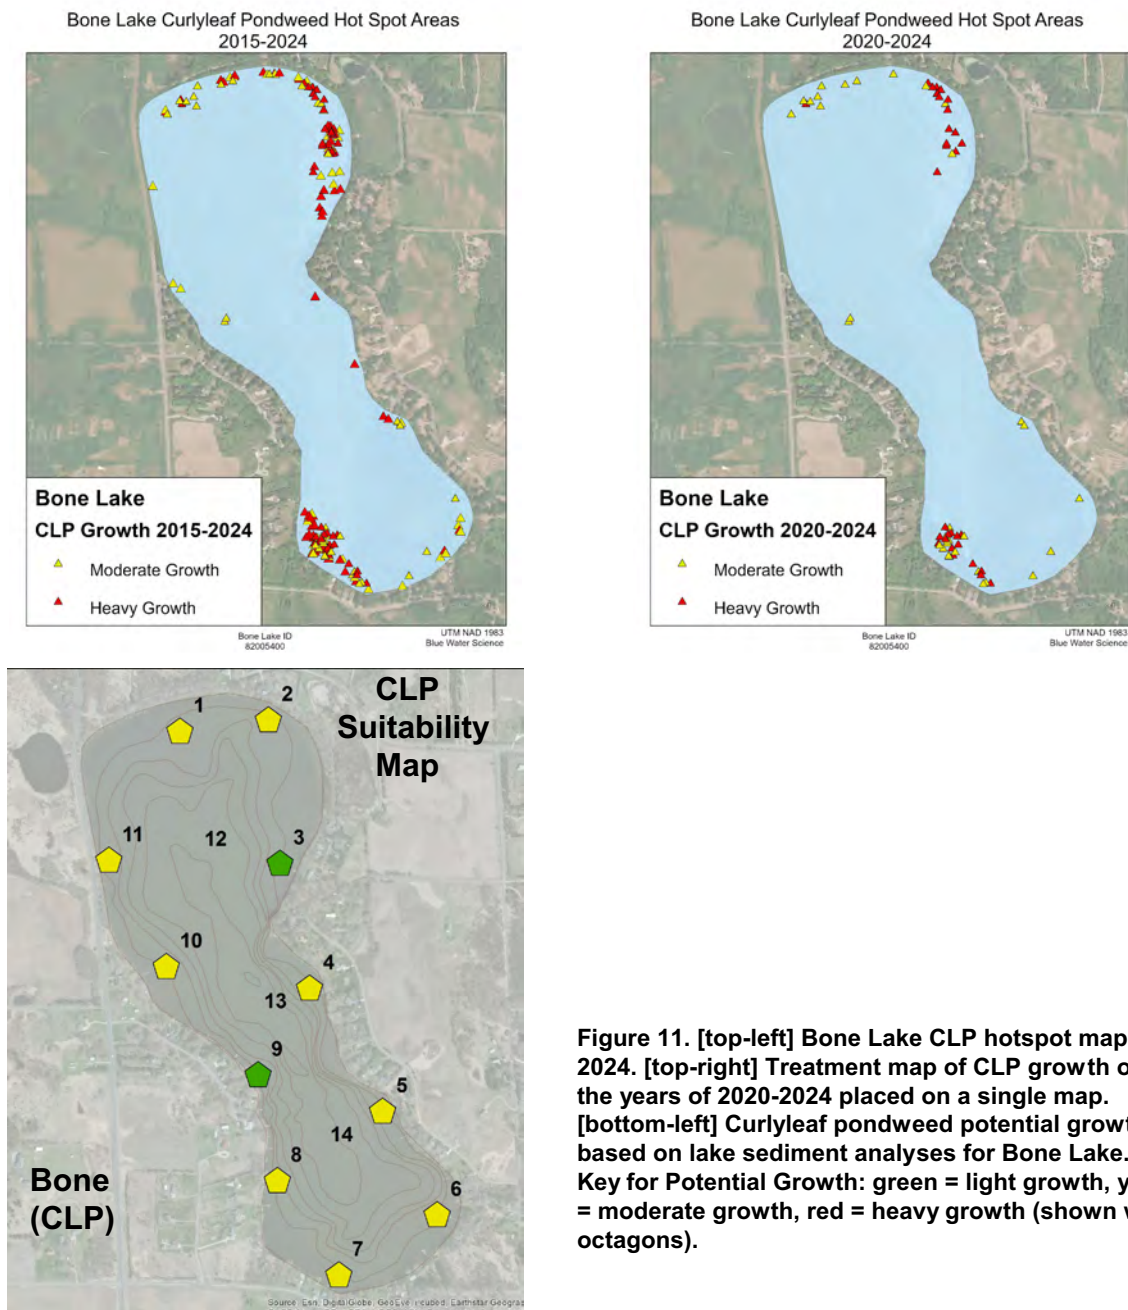 Bone Lake Curlyleaf Pondweed Hot Spot Areas
2015-2024
Bone Lake
CLP Growth 2015-2024
Moderate Growth
Heavy Growth
Bone Lake ID
82005400
UTM NAD 1983
Blue Water Science
Bone Lake Curlyleaf Pondweed Hot Spot Areas
2020-2024
Bone Lake
CLP Growth 2020-2024
Moderate Growth
Heavy Growth
Bone Lake ID
82005400
UTM NAD 1983
Blue Water Science
CLP
Suitability
Map
1
2
3
4
5
6
7
8
9
10
11
12
13
14
Bone
(CLP)
Source: Esri, DigitalGlobe, GeoEye, Earthstar Geogra
Figure 11. [top-left] Bone Lake CLP hotspot map
2024. [top-right] Treatment map of CLP growth o
the years of 2020-2024 placed on a single map.
[bottom-left] Curlyleaf pondweed potential growt
based on lake sediment analyses for Bone Lake.
Key for Potential Growth: green = light growth, y
= moderate growth, red = heavy growth (shown w
octagons).